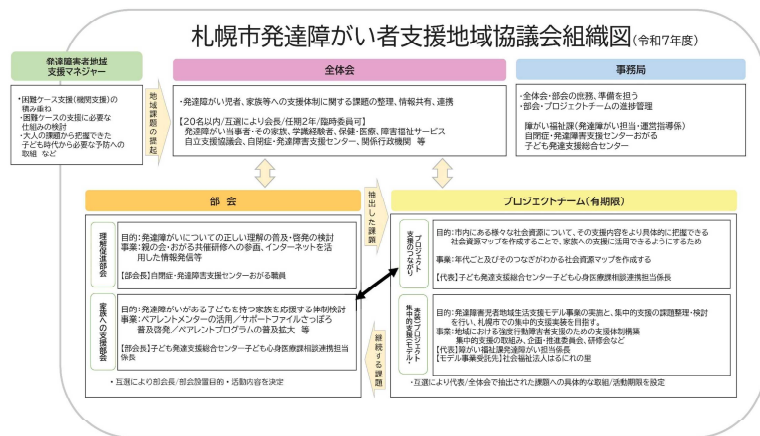 札幌市発達障がい者支援地域協議会組織図(令和7年度)
発達障害者地域
支援マネジャー
・困難ケース支援(機関支援)の
積み重ね
・困難ケースの支援に必要な
仕組みの検討
・大人の課題から把握できた
子ども時代から必要な予防への
取組 など
地域課題の提起
全体会
・発達障がい児者、家族等への支援体制に関する課題の整理、情報共有、連携
【20名以内/互選により会長/任期2年/臨時委員可】
発達障がい当事者・その家族、学識経験者、保健・医療、障害福祉サービス
自立支援協議会、自閉症・発達障害支援センター、関係行政機関 等
事務局
・全体会・部会の庶務、準備を担う
・部会・プロジェクトチームの進捗管理
障がい福祉課(発達障がい担当・運営指導係)
自閉症・発達障害支援センターおがる
子ども発達支援総合センター
部 会
理解促進部会
目的:発達障がいについての正しい理解の普及・啓発の検討
事業:親の会・おがる共催研修への参画、インターネットを活
用した情報発信等
【部会長】自閉症・発達障害支援センターおがる職員
家族への支援部会
目的:発達障がいがある子どもを持つ家族を応援する体制検討
事業:ペアレントメンターの活用/サポートファイルさっぽろ
普及啓発/ペアレントプログラムの普及拡大 等
【部会長】子ども発達支援総合センター子ども心身医療課相談連携担当
係長
・互選により部会長/部会設置目的・活動内容を決定
抽出した課題
継続する課題
プロジェクトチーム(有期限)
支援のつながり
プロジェクト
目的:市内にある様々な社会資源について、その支援内容をより具体的に把握できる
社会資源マップを作成することで、家族への支援に活用できるようにするため
事業:年代ごと及びそのつなぎがわかる社会資源マップを作成する
【代表】子ども発達支援総合センター子ども心身医療課相談連携担当係長
集中的支援(モデル・
実装)プロジェクト
目的:発達障害児者地域生活支援モデル事業の実施と、集中的支援の課題整理・検討
を行い、札幌市での集中的支援実装を目指す。
事業:地域における強度行動障害者支援のための支援体制構築
集中的支援の取組み、企画・推進委員会、研修会など
【代表】障がい福祉課発達障がい担当係長
【モデル事業受託先】社会福祉法人はるにれの里
・互選により代表/全体会で抽出された課題への具体的な取組/活動期限を設定